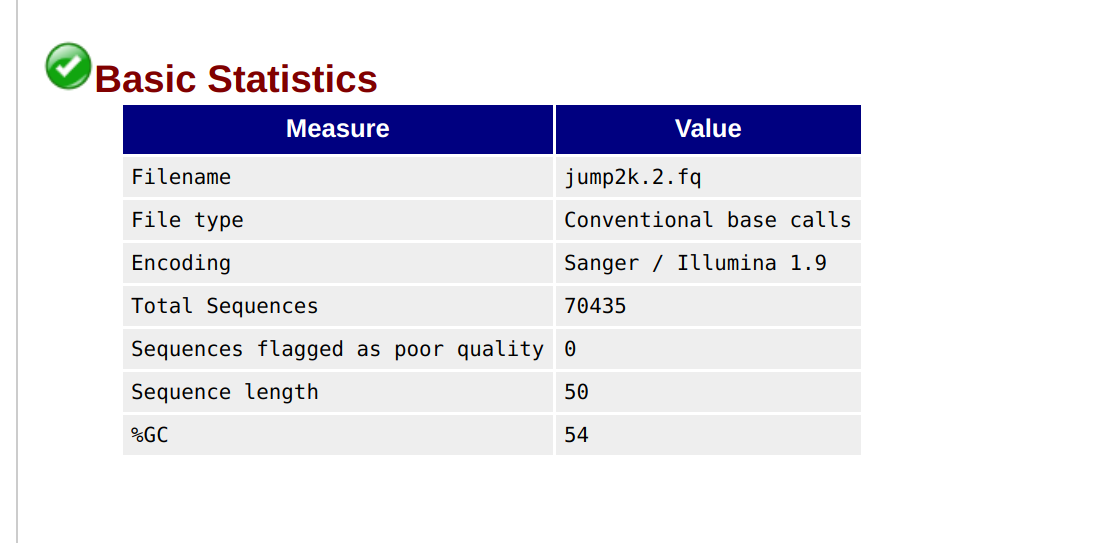 Basic Statistics
Measure Value
Filename jump2k.2.fq
File type Conventional base calls
Encoding Sanger / Illumina 1.9
Total Sequences 70435
Sequences flagged as poor quality 0
Sequence length 50
%GC 54